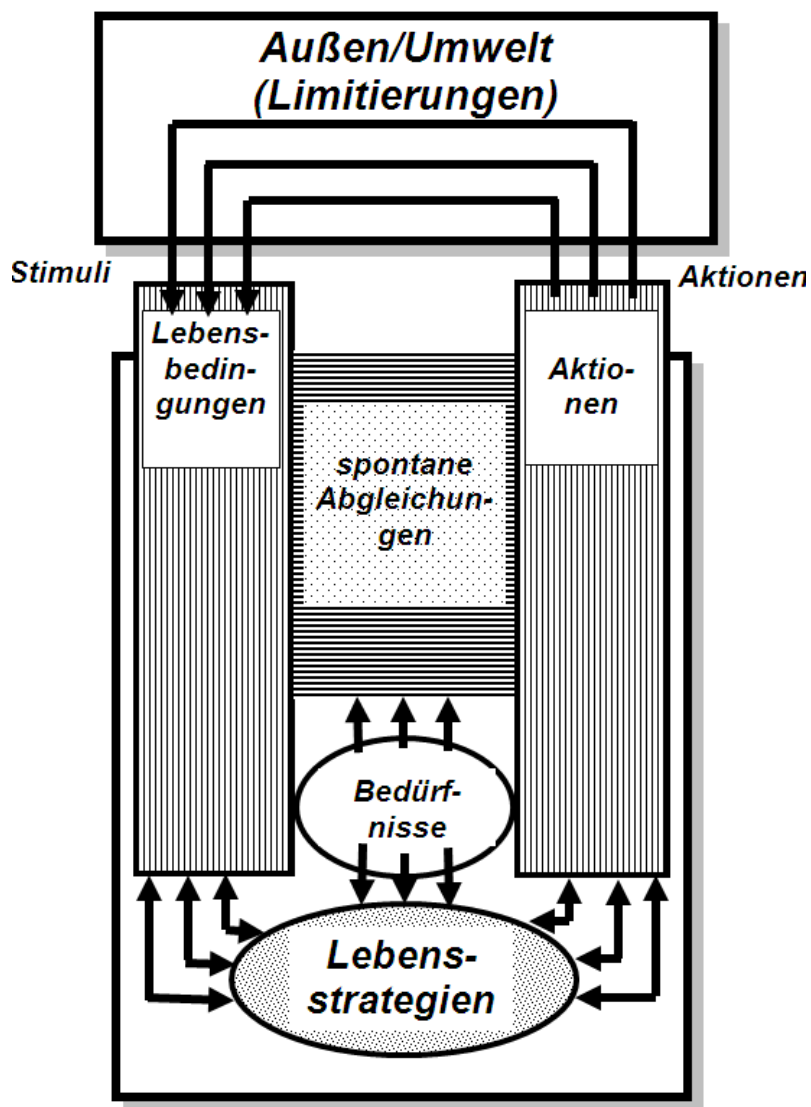 Außen/Umwelt
(Limitierungen)
Stimuli
Aktionen
Lebens-
bedin-
gungen
Aktio-
nen
spontane
Abgleichun-
gen
Bedürf-
nisse
Lebens-
strategien